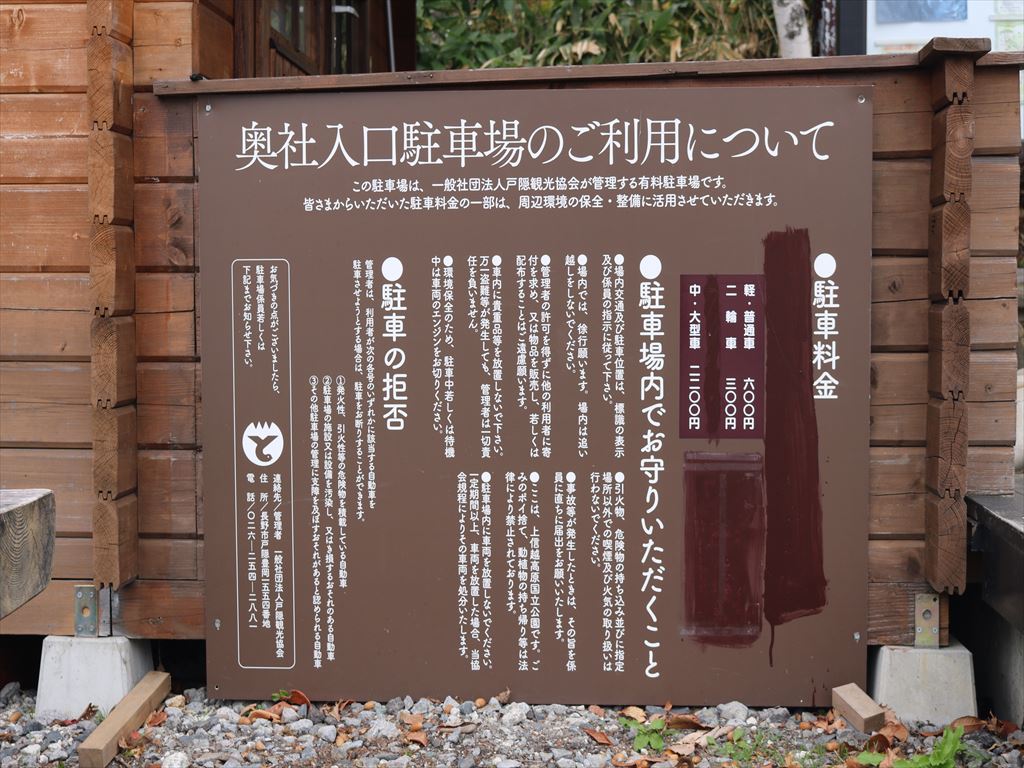 奥社入口駐車場のご利用について
この駐車場は、一般社団法人戸隠観光協会が管理する有料駐車場です。
皆さまからいただいた駐車料金の一部は、周辺環境の保全・整備に活用させていただきます。
●駐車料金
軽・普通車 六〇〇円
二輪車 三〇〇円
中・大型車 二二〇〇円
●駐車場内でお守りいただくこと
●場内交通及び駐車位置は、標識の表示
及び係員の指示に従って下さい。
●場内では、徐行願います。場内は追い
越しをしないでください。
●管理者の許可を得ずに他の利用者に寄
付を求め、又は物品を販売し、若しくは
配布することはご遠慮願います。
●車内に貴重品等を放置しないで下さい。
万一盗難等が発生しても、管理者は一切責
任を負いません。
●環境保全のため、駐車中若しくは待機
中は車両のエンジンをお切りください。
●引火物、危険物の持ち込み並びに指定
場所以外での喫煙及び火気の取り扱いは
行わないでください。
●事故等が発生したときは、その旨を係
員に直ちに届出をお願いいたします。
●ここは、上信越高原国立公園です。ご
みのポイ捨て、動植物の持ち帰り等は法
律により禁止されております。
●駐車場内に車両を放置しないでください。
一定期間以上、車両を放置した場合、当協
会規程によりその車両を処分いたします。
●駐車の拒否
管理者は、利用者が次の各号のいずれかに該当する自動車を
駐車させようとする場合は、駐車をお断りすることができます。
①発火性、引火性等の危険物を積載している自動車
②駐車場の施設又は設備を汚染し、又はき損するおそれのある自動車
③その他駐車場の管理に支障を及ぼすおそれがあると認められる自動車
お気づきの点がございましたら、
駐車場係員若しくは
下記までお知らせ下さい。
連絡先／管理者 一般社団法人戸隠観光協会
住所／長野市戸隠豊岡一五五四番地
電話／〇二六－二五四－二八八一